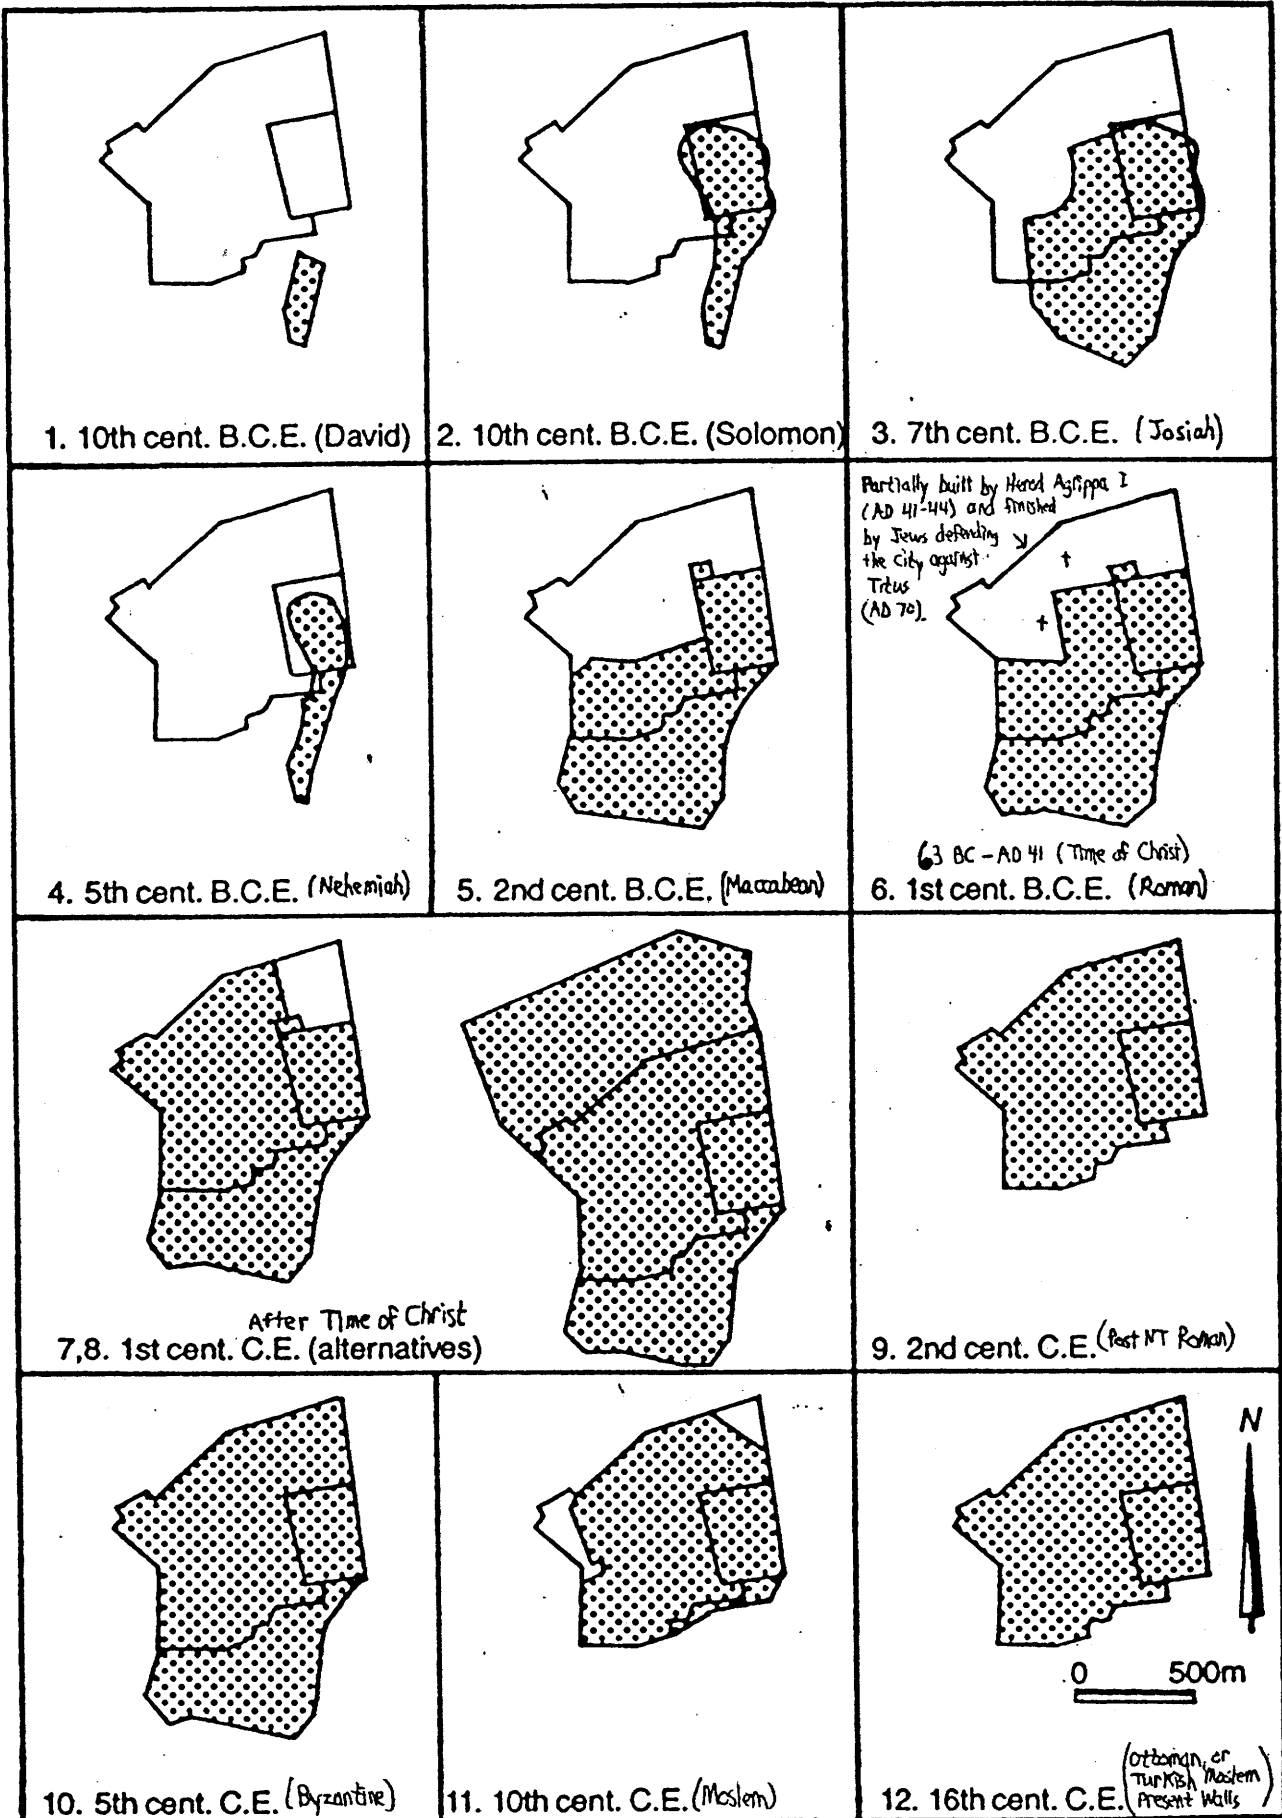 1. 10th cent. B.C.E. (David)
2. 10th cent. B.C.E. (Solomon)
3. 7th cent. B.C.E. (Josiah)
4. 5th cent. B.C.E. (Nehemiah)
5. 2nd cent. B.C.E. (Maccabean)
Partially built by Herod Agrippa I
(AD 41-44) and finished
by Jews defending
the city against
Titus
(AD 70).
63 BC - AD 41 (Time of Christ)
6. 1st cent. B.C.E. (Roman)
After Time of Christ
7,8. 1st cent. C.E. (alternatives)
9. 2nd cent. C.E. (Post NT Roman)
10. 5th cent. C.E. (Byzantine)
11. 10th cent. C.E. (Moslem)
N
0 500m
12. 16th cent. C.E. (Ottoman, or
Turkish Moslem
Present Walls)